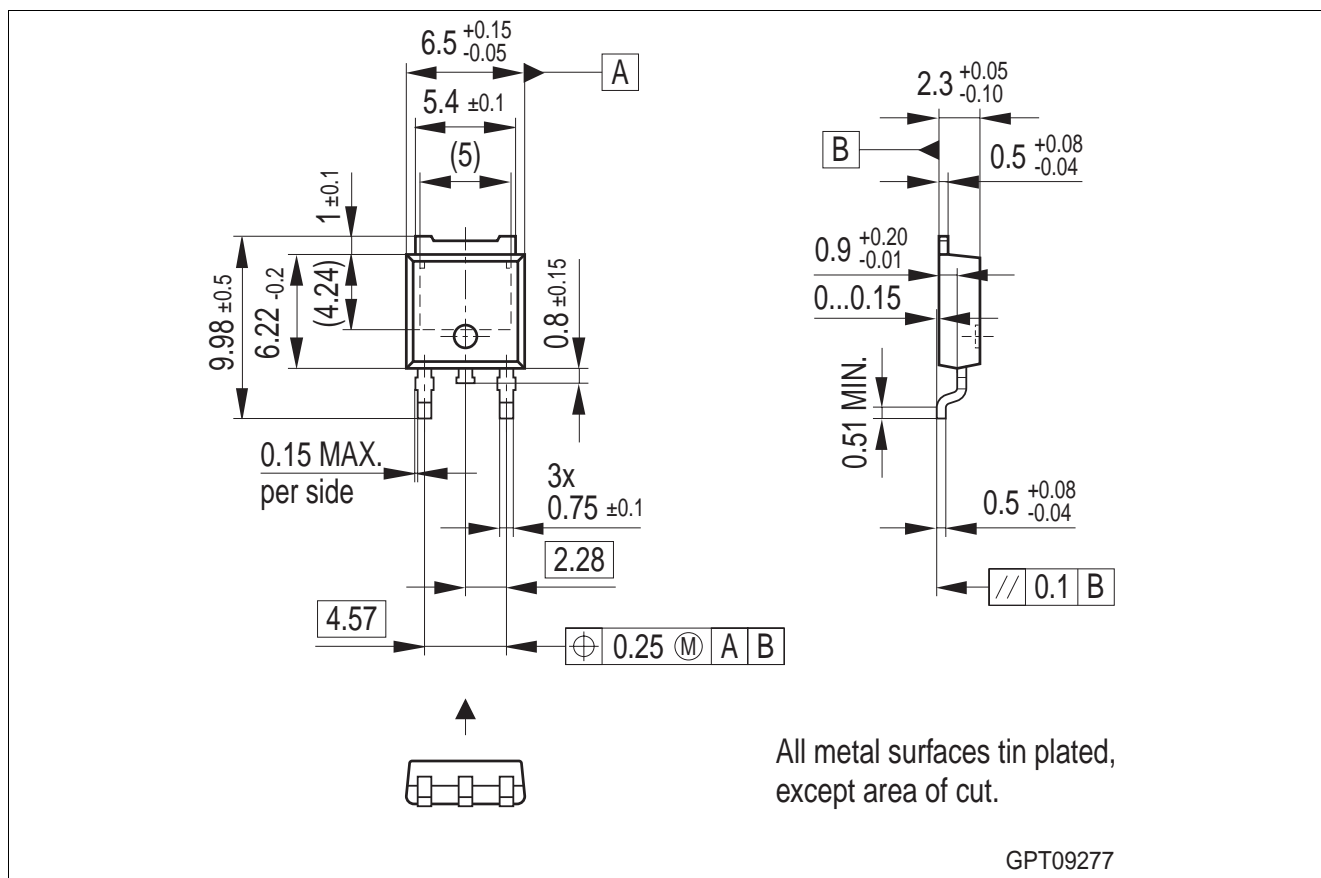 6.5 +0.15 -0.05
A
5.4 ±0.1
(5)
1 ±0.1
9.98 ±0.5
6.22 -0.2
(4.24)
0.8 ±0.15
0.15 MAX.
per side
3x
0.75 ±0.1
2.28
4.57
⌖ 0.25 Ⓜ A B
2.3 +0.05 -0.10
B
0.5 +0.08 -0.04
0.9 +0.20 -0.01
0...0.15
0.51 MIN.
0.5 +0.08 -0.04
// 0.1 B
All metal surfaces tin plated,
except area of cut.
GPT09277